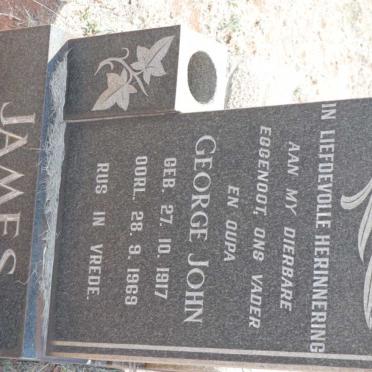 IN LIEFDEVOLLE HERINNERING
AAN MY DIERBARE
EGGENOOT, ONS VADER
EN OUPA
GEORGE JOHN
GEB. 27. 10. 1917
OORL. 28. 9. 1969
RUS IN VREDE.
JAMES